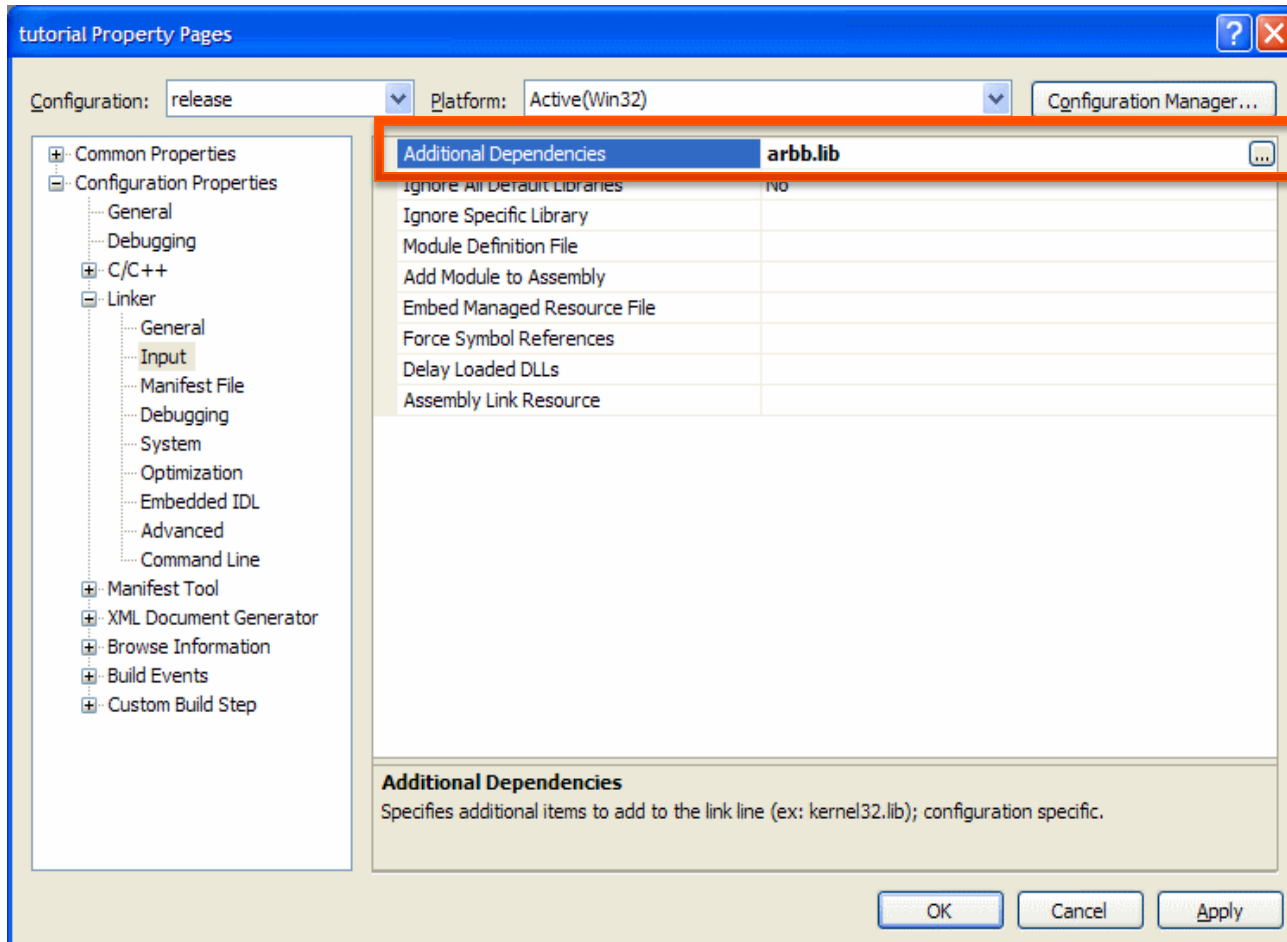 tutorial Property Pages
Configuration: release Platform: Active(Win32) Configuration Manager...
Common Properties
Configuration Properties
General
Debugging
C/C++
Linker
General
Input
Manifest File
Debugging
System
Optimization
Embedded IDL
Advanced
Command Line
Manifest Tool
XML Document Generator
Browse Information
Build Events
Custom Build Step
Additional Dependencies arbb.lib ...
Ignore All Default Libraries No
Ignore Specific Library
Module Definition File
Add Module to Assembly
Embed Managed Resource File
Force Symbol References
Delay Loaded DLLs
Assembly Link Resource
Additional Dependencies
Specifies additional items to add to the link line (ex: kernel32.lib); configuration specific.
OK Cancel Apply